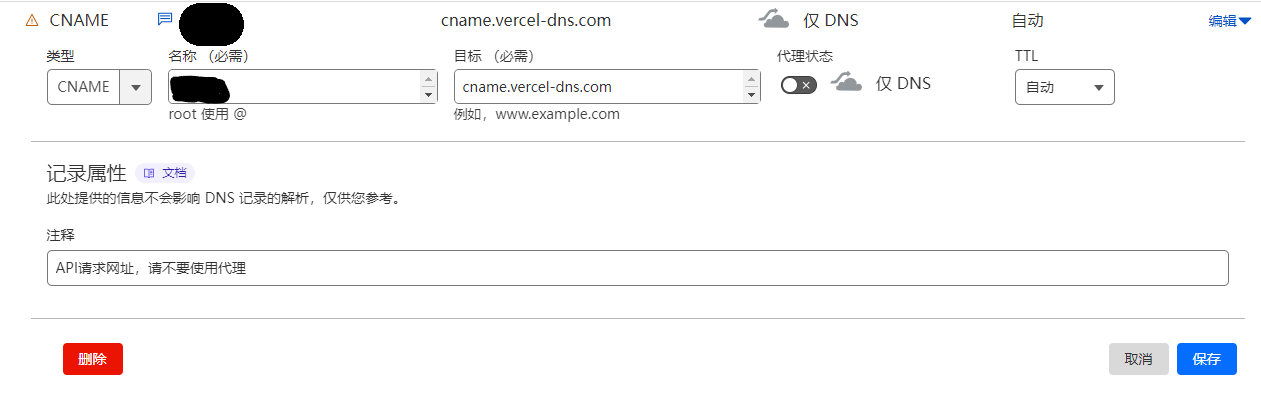 CNAME cname.vercel-dns.com 仅 DNS 自动 编辑
类型 名称 （必需） 目标 （必需） 代理状态 TTL
CNAME cname.vercel-dns.com 仅 DNS 自动
root 使用 @ 例如，www.example.com
记录属性 文档
此处提供的信息不会影响 DNS 记录的解析，仅供您参考。
注释
API请求网址，请不要使用代理
删除 取消 保存